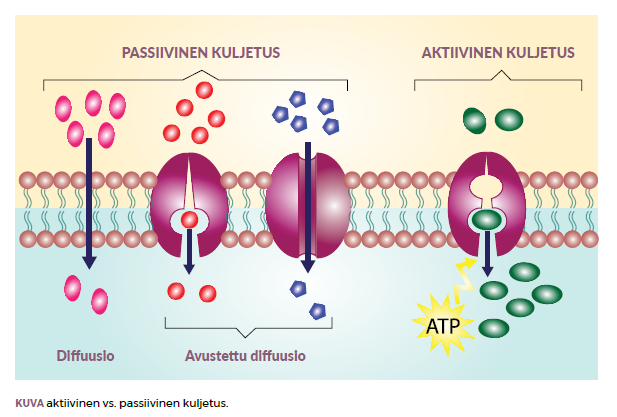 PASSIIVINEN KULJETUS
AKTIIVINEN KULJETUS
ATP
Diffuusio
Avustettu diffuusio
KUVA aktiivinen vs. passiivinen kuljetus.